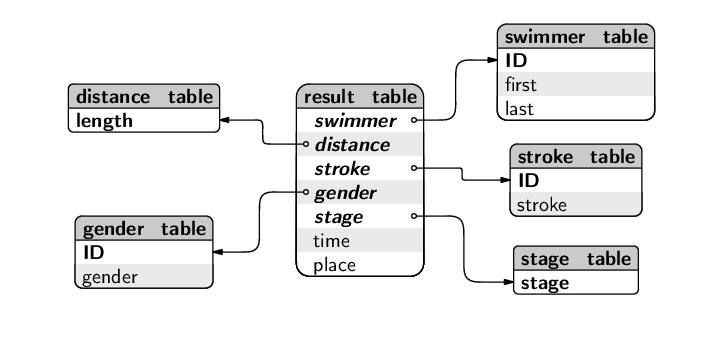 distance table
length
gender table
ID
gender
result table
swimmer
distance
stroke
gender
stage
time
place
swimmer table
ID
first
last
stroke table
ID
stroke
stage table
stage